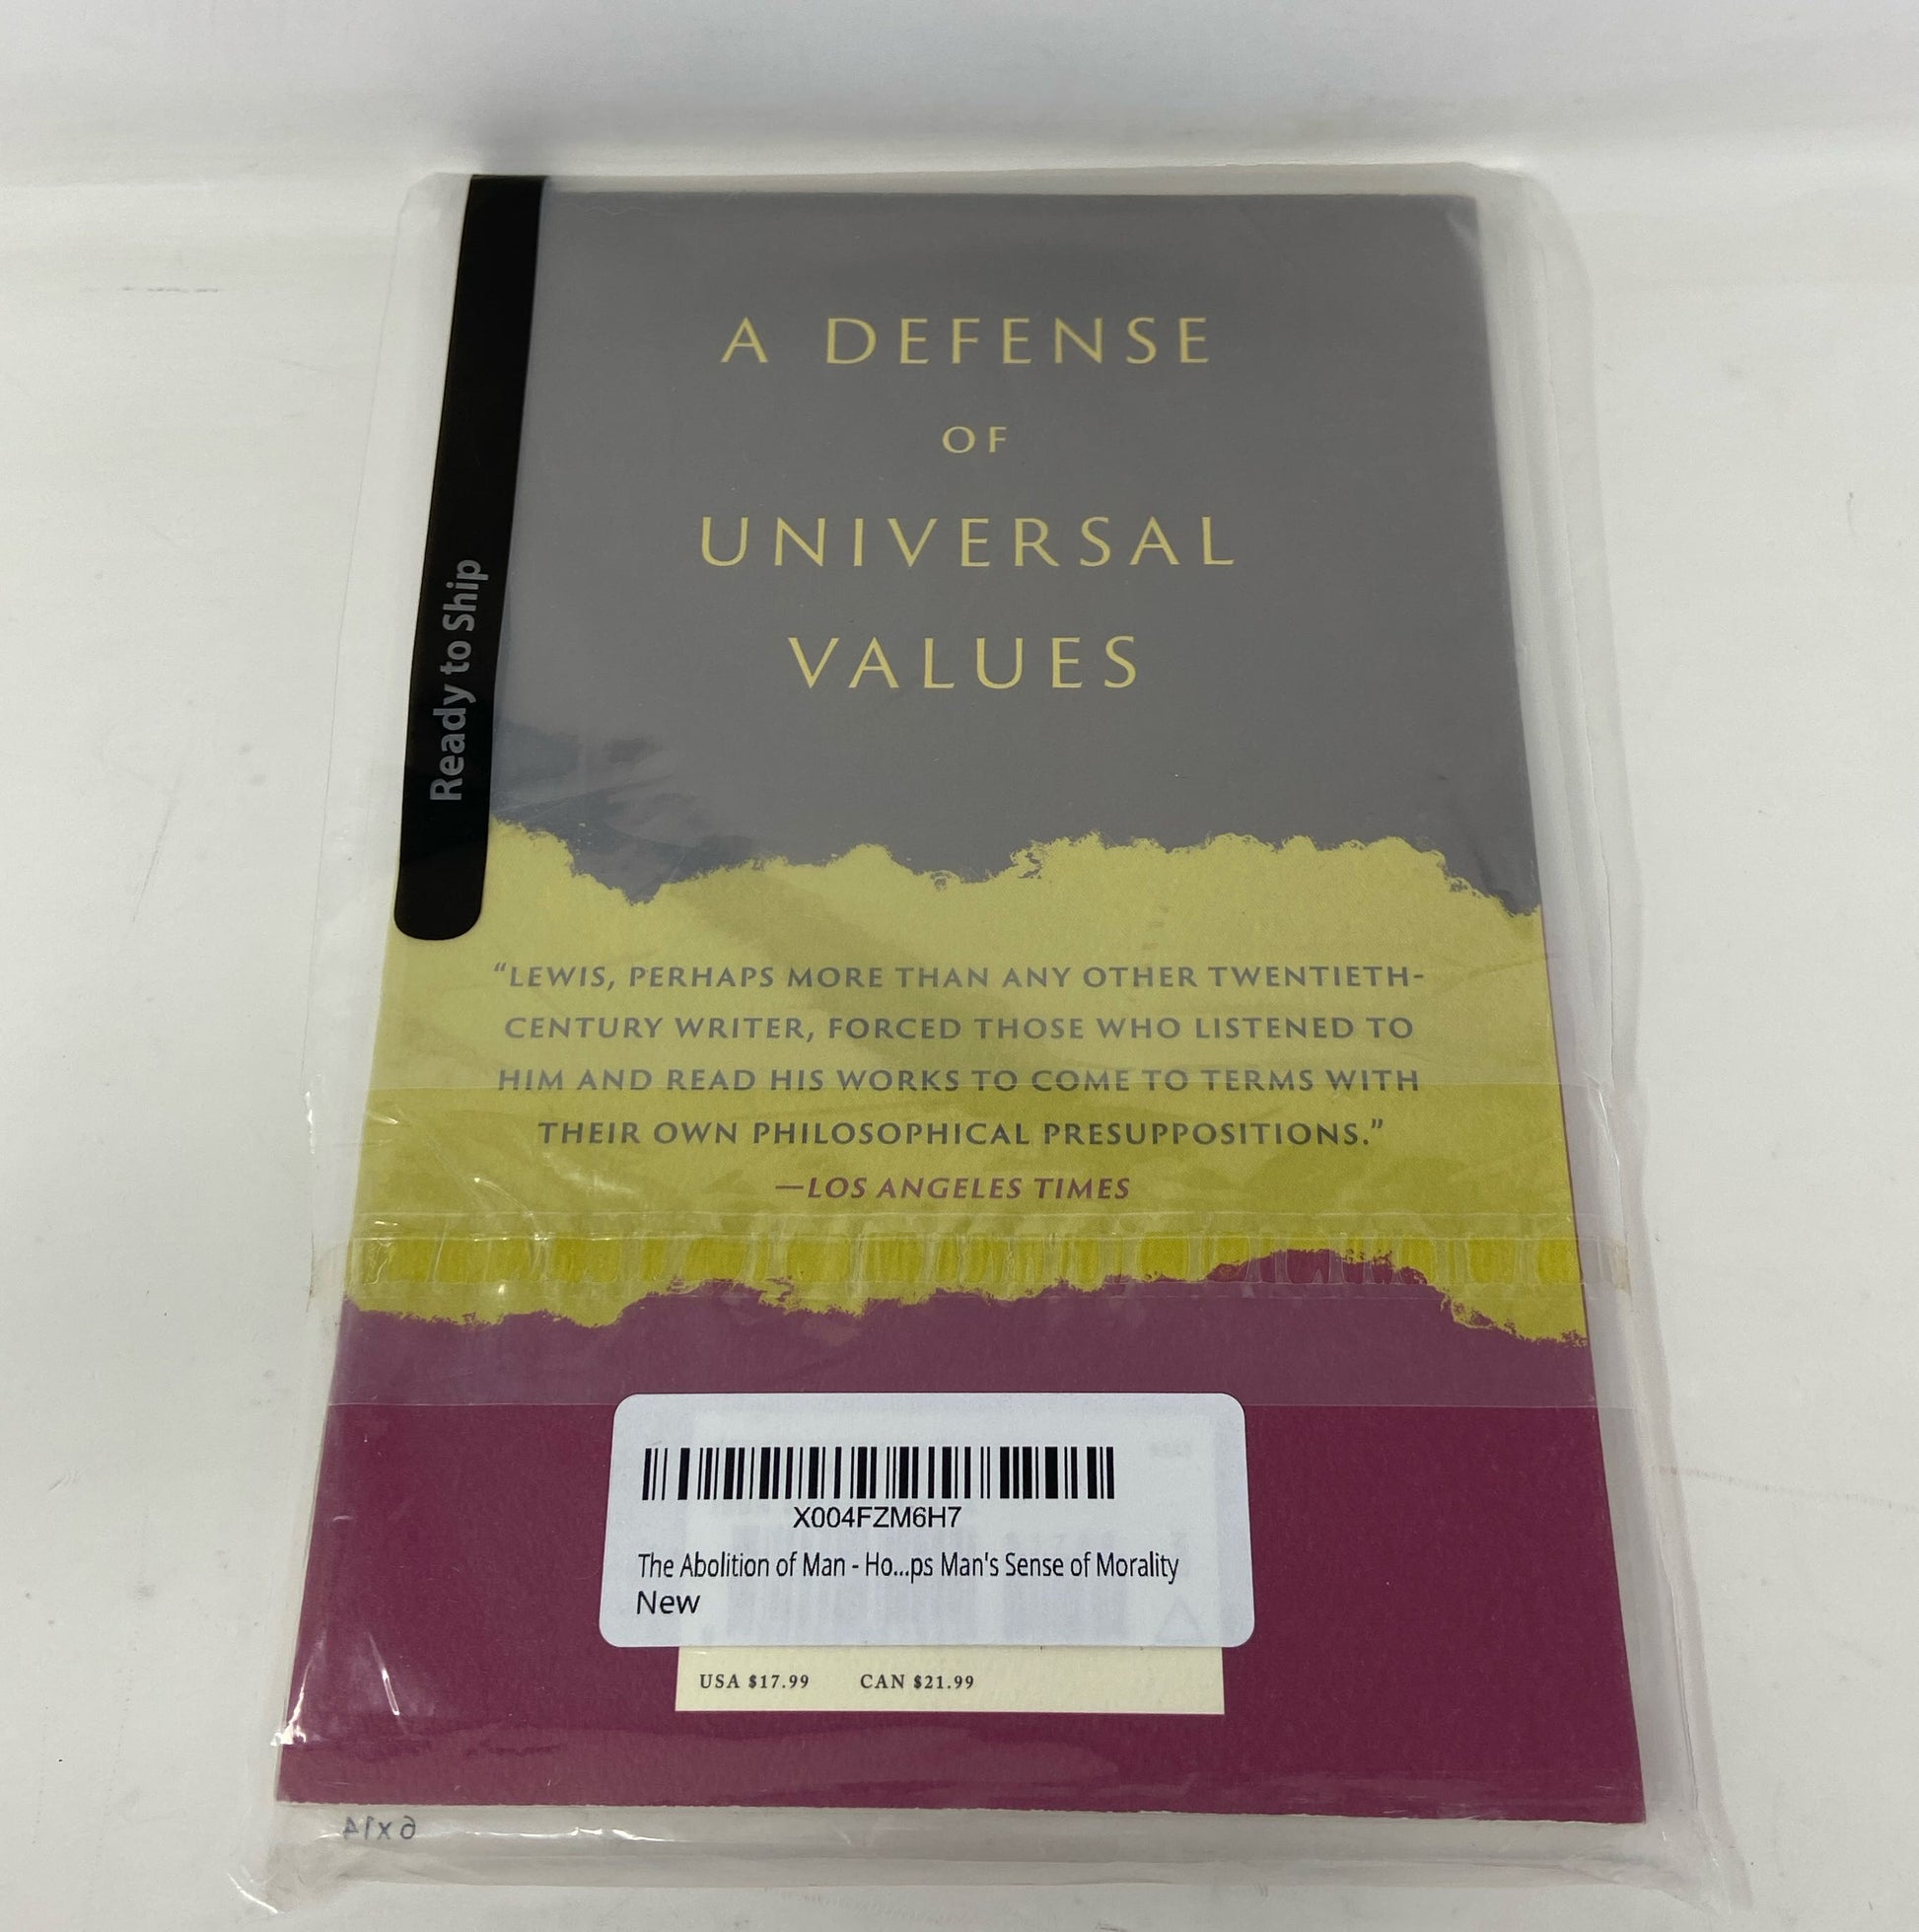 A DEFENSE
OF
UNIVERSAL
VALUES
Ready to Ship
“LEWIS, PERHAPS MORE THAN ANY OTHER TWENTIETH-
CENTURY WRITER, FORCED THOSE WHO LISTENED TO
HIM AND READ HIS WORKS TO COME TO TERMS WITH
THEIR OWN PHILOSOPHICAL PRESUPPOSITIONS.”
—LOS ANGELES TIMES
X004FZM6H7
The Abolition of Man - Ho...ps Man's Sense of Morality
New
USA $17.99 CAN $21.99
6x14